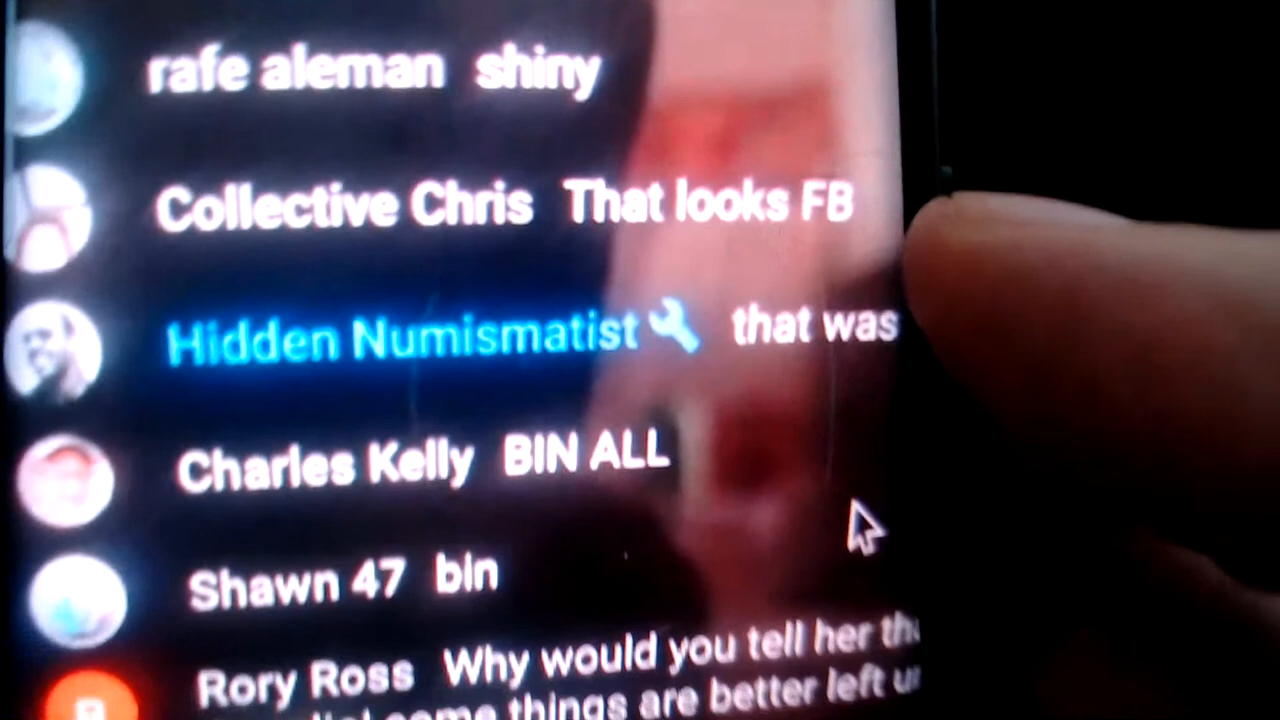 rafe aleman shiny
Collective Chris That looks FB
Hidden Numismatist that was
Charles Kelly BIN ALL
Shawn 47 bin
Rory Ross Why would you tell her
some things are better left